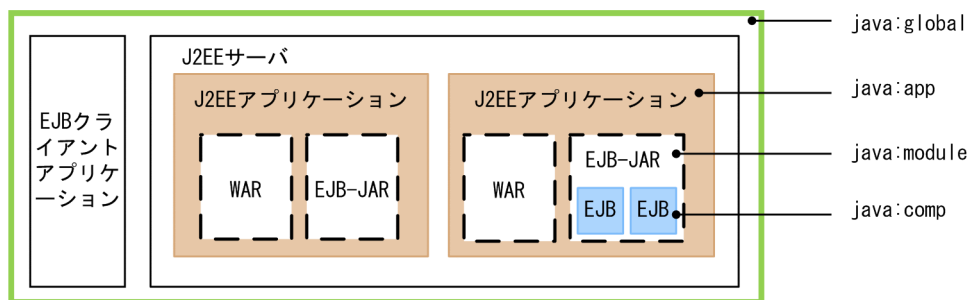 java:global
J2EEサーバ
J2EEアプリケーション
J2EEアプリケーション
java:app
EJBクラ
イアント
アプリケ
ーション
WAR
EJB-JAR
WAR
EJB-JAR
java:module
EJB
EJB
java:comp